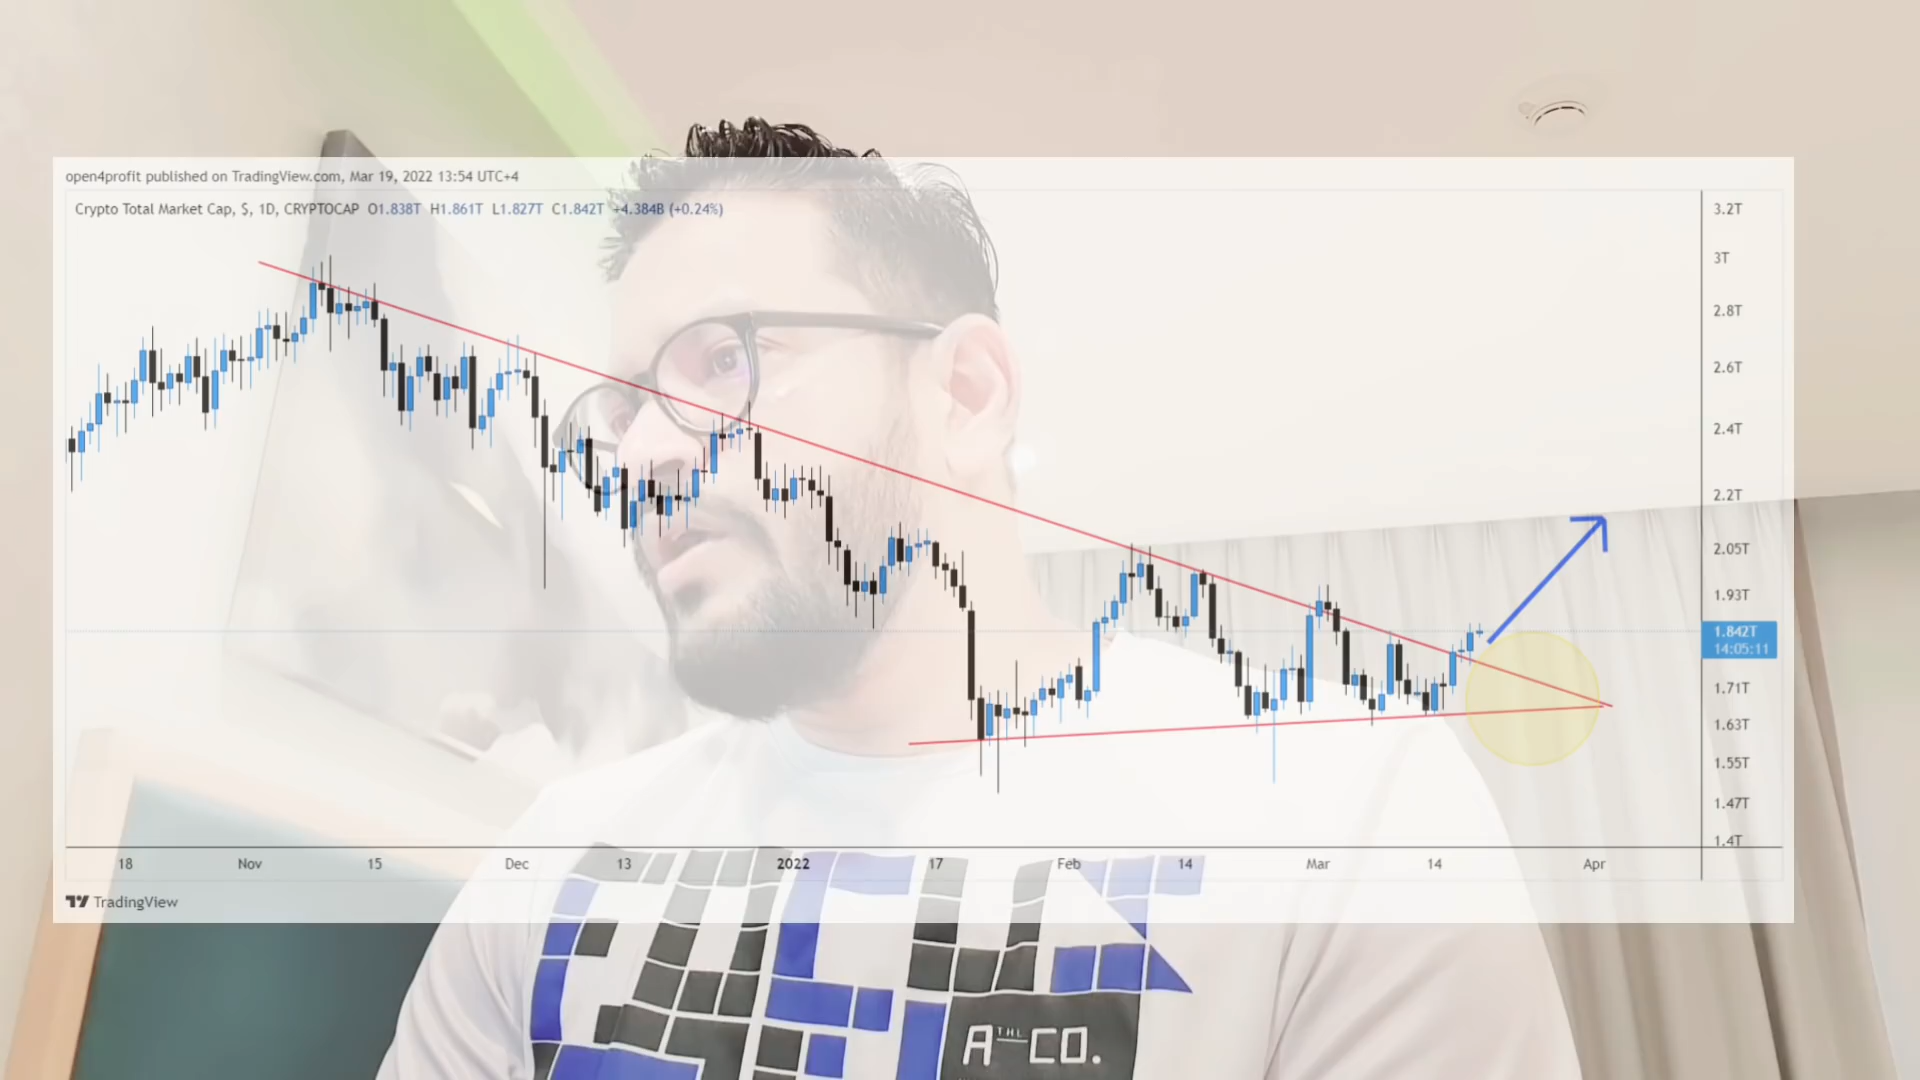 open4profit published on TradingView.com, Mar 19, 2022 13:54 UTC+4
Crypto Total Market Cap, $, 1D, CRYPTOCAP O1.838T H1.861T L1.827T C1.842T +4.384B (+0.24%)
3.2T
3T
2.8T
2.6T
2.4T
2.2T
2.05T
1.93T
1.842T
14:05:11
1.71T
1.63T
1.55T
1.47T
1.4T
18 Nov 15 Dec 13 2022 17 Feb 14 Mar 14 Apr
TradingView
A THL CO.